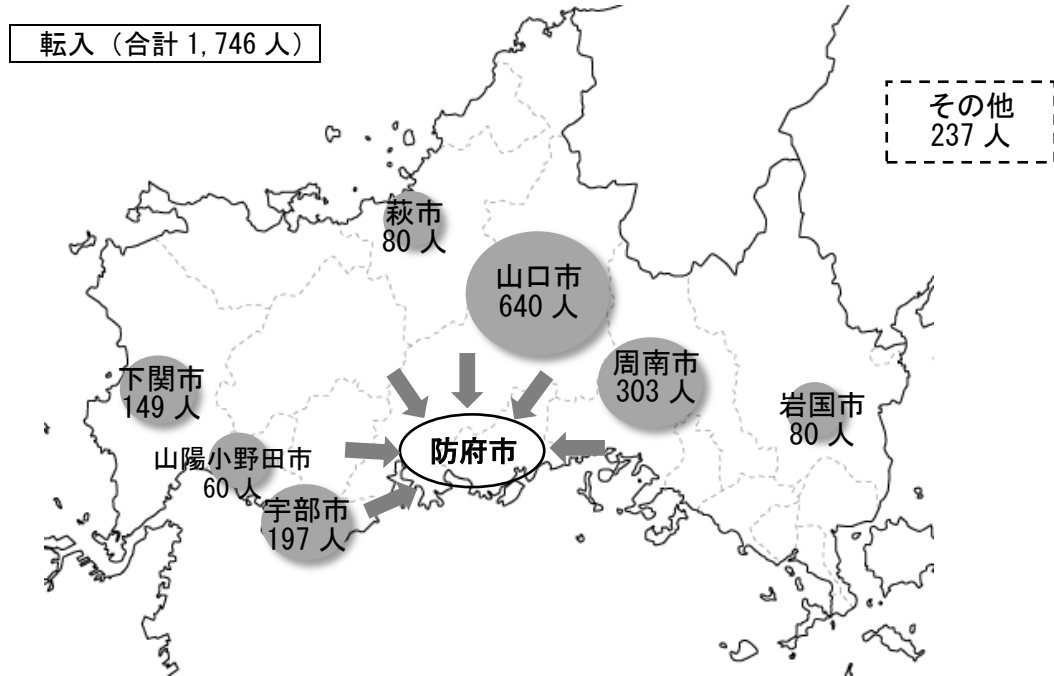 転入（合計 1,746 人）
その他
237 人
萩市
80 人
山口市
640 人
周南市
303 人
下関市
149 人
岩国市
80 人
防府市
山陽小野田市
60 人
宇部市
197 人